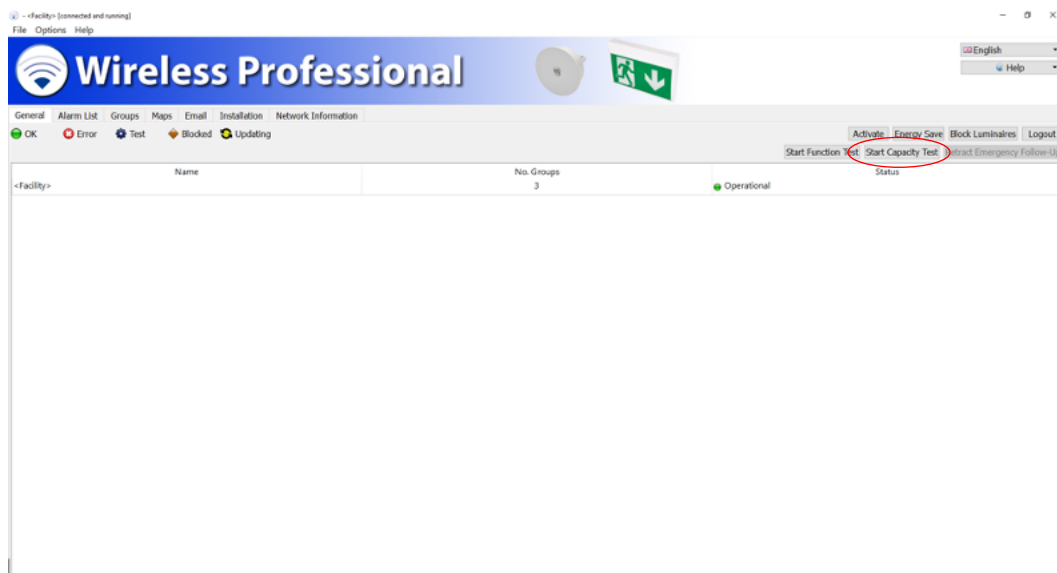 - <Facility> [connected and running]
File Options Help
Wireless Professional
English
Help
General Alarm List Groups Maps Email Installation Network Information
OK Error Test Blocked Updating
Activate Energy Save Block Luminaires Logout
Start Function Test Start Capacity Test Retract Emergency Follow-U
Name No. Groups Status
<Facility> 3 Operational